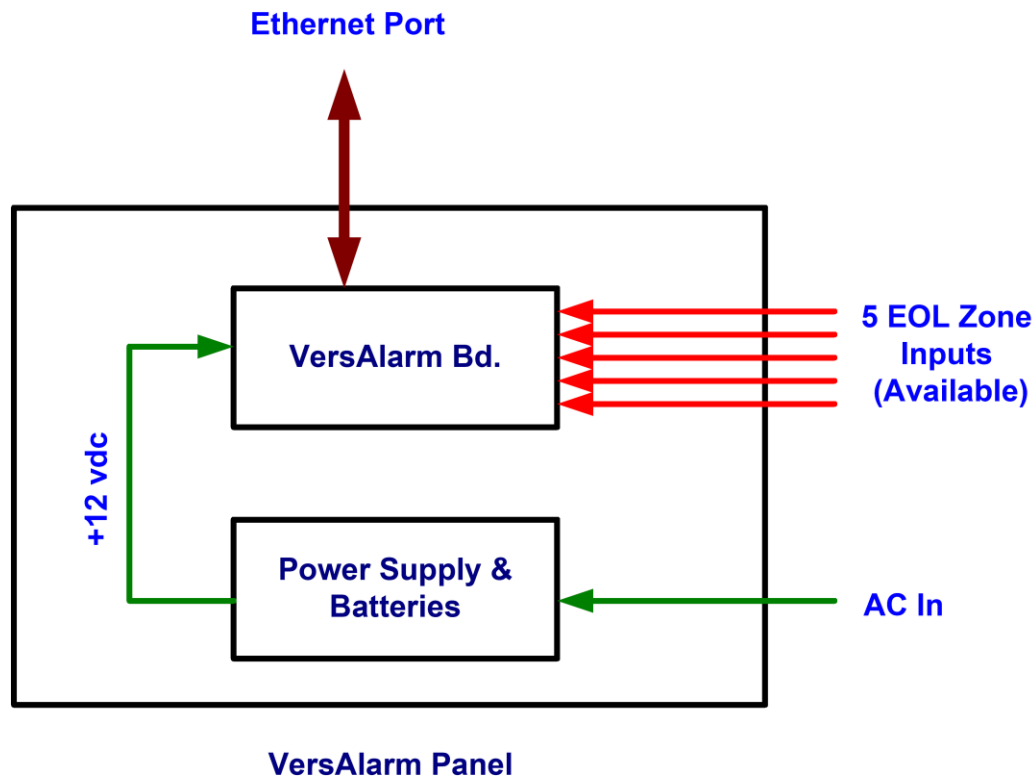 Ethernet Port
VersAlarm Bd.
5 EOL Zone
Inputs
(Available)
+12 vdc
Power Supply &
Batteries
AC In
VersAlarm Panel